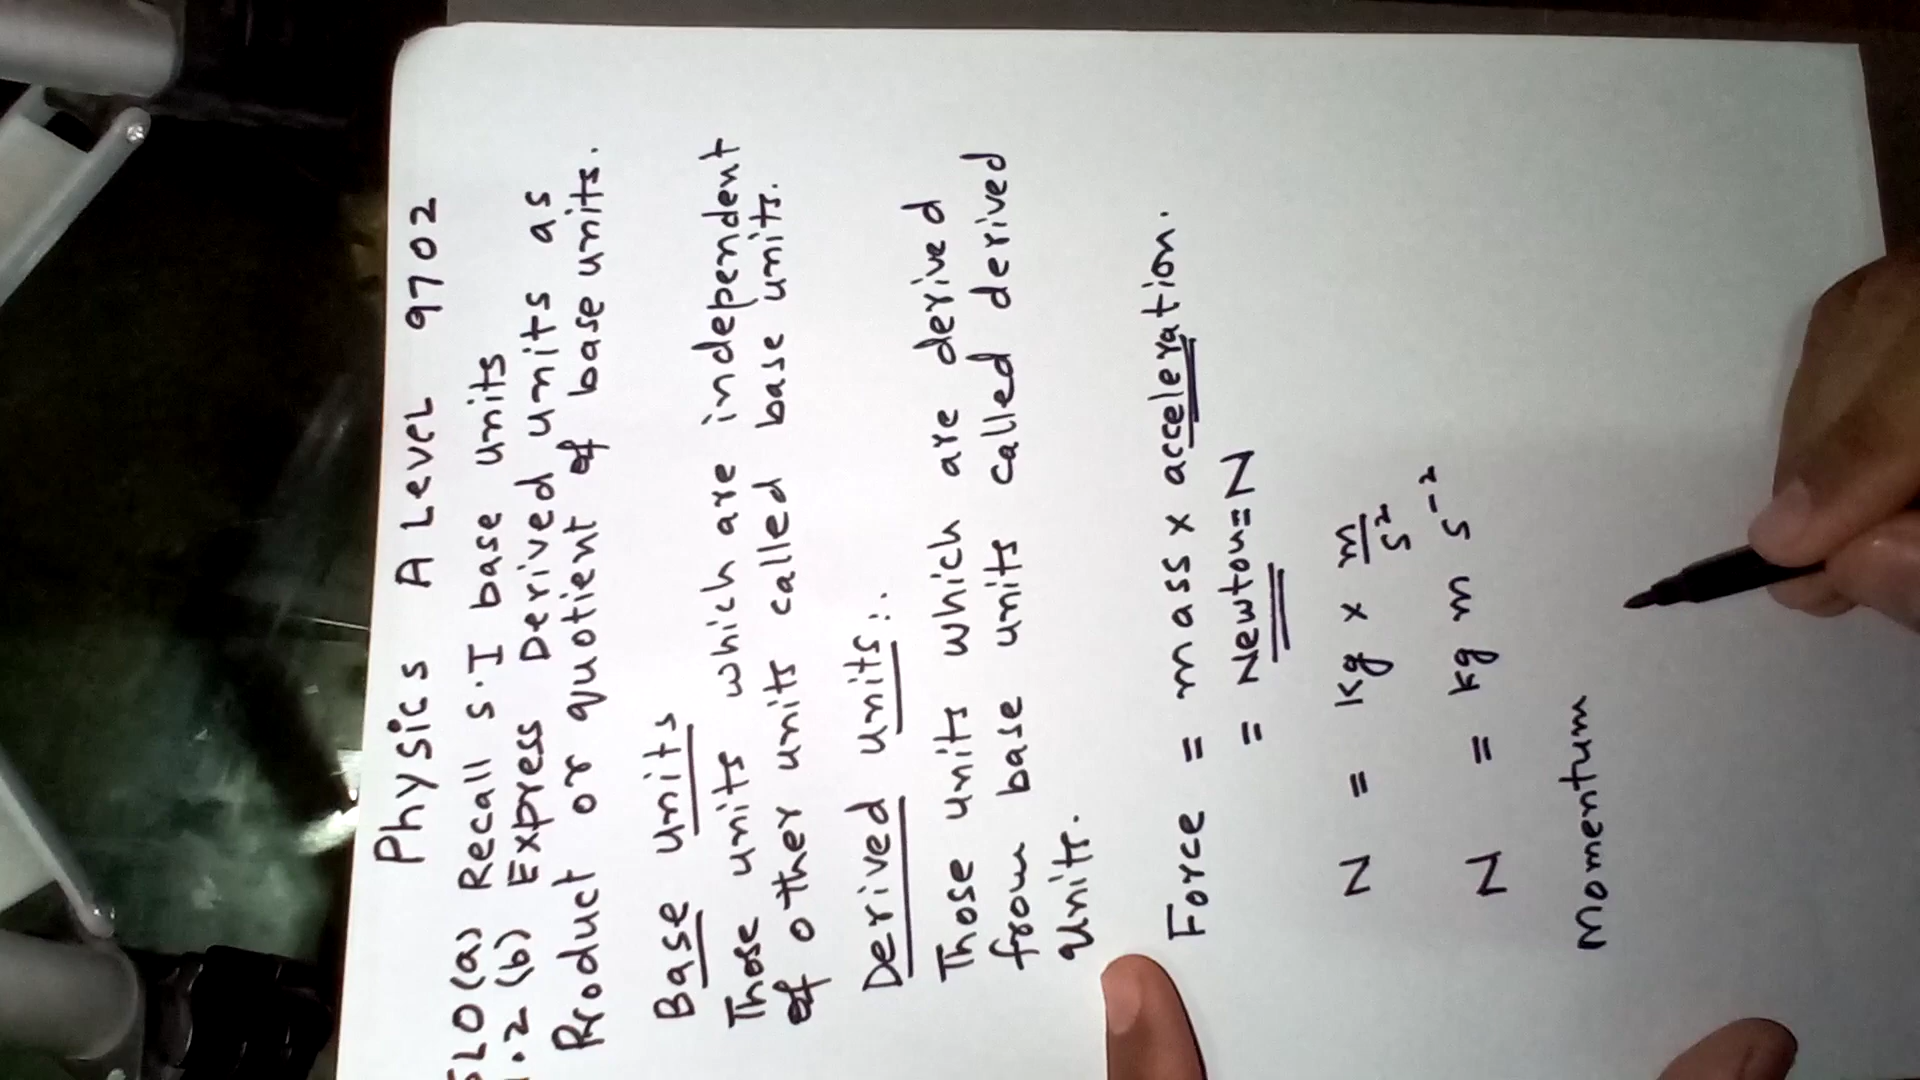 Physics A Level 9702
SLO(a) Recall S.I base units
1.2(b) Express Derived units as
Product or quotient of base units.
Base units
Those units which are independent
of other units called base units.
Derived units:.
Those units which are derived
from base units called derived
units.
Force = mass x acceleration.
= Newton = N
N = kg x m/s²
N = kg m s⁻²
Momentum